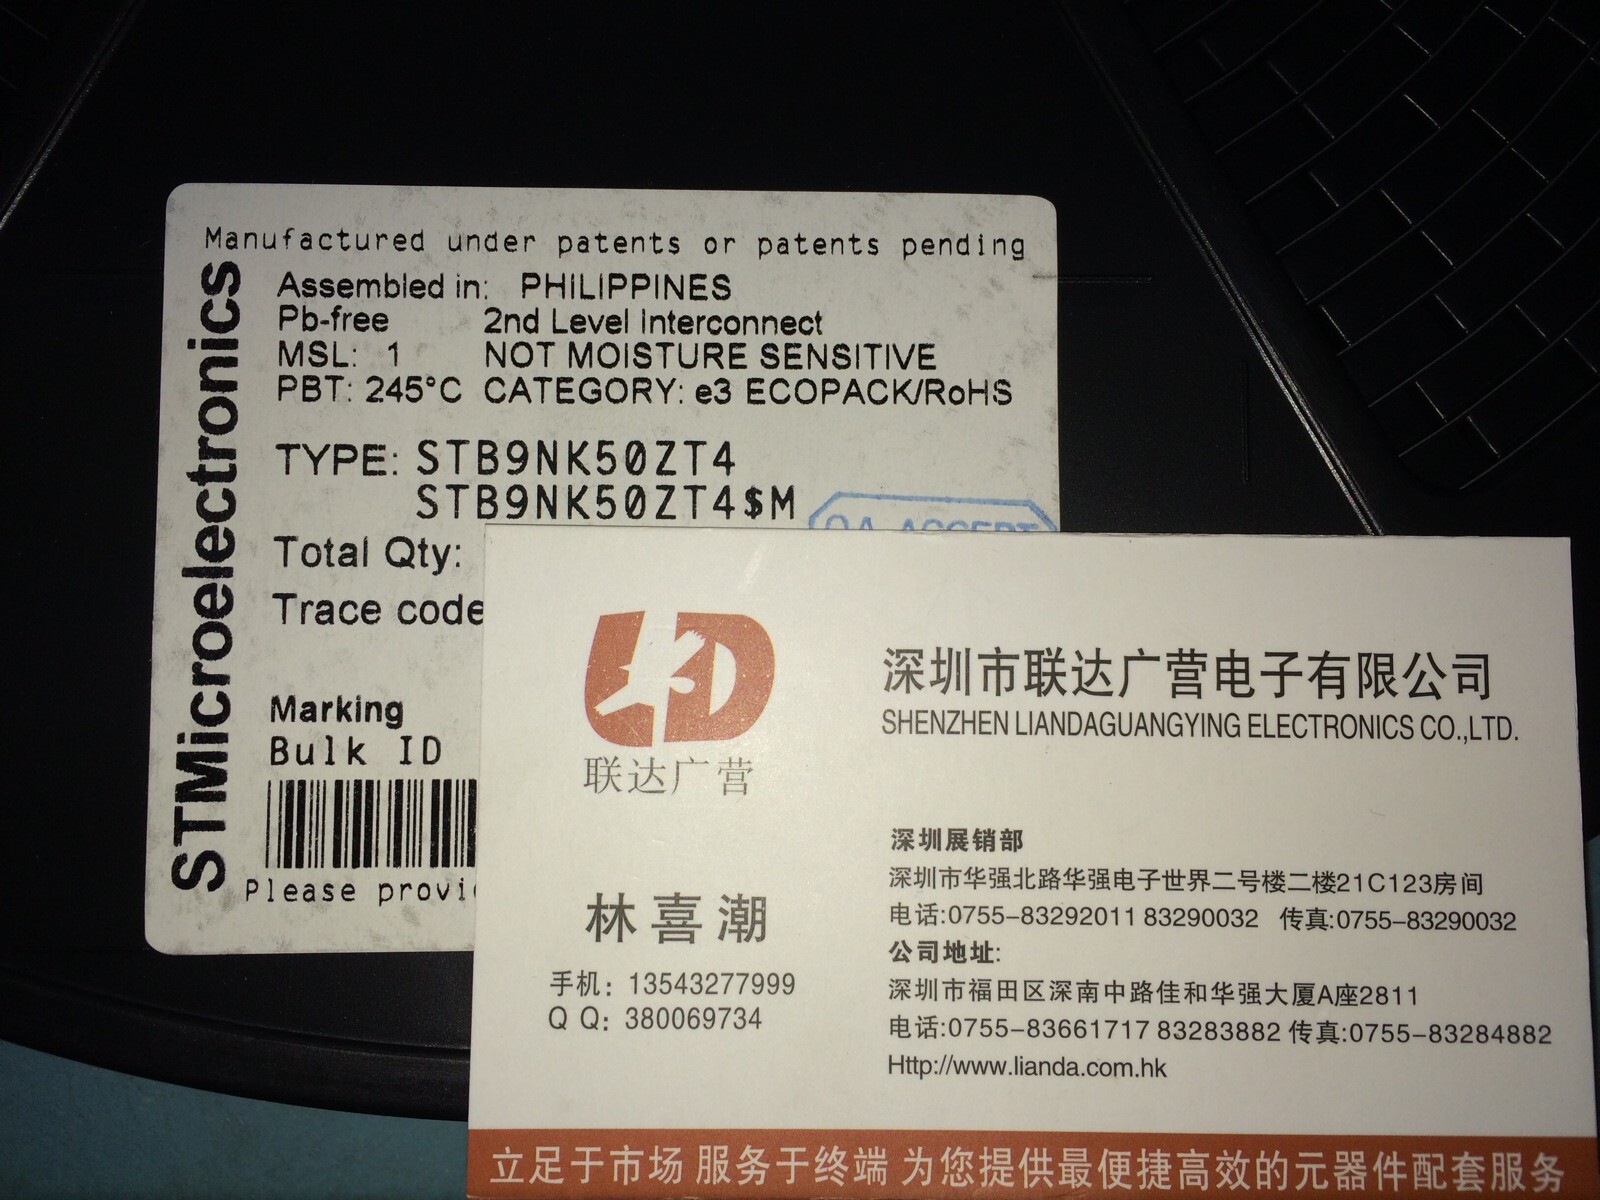 Manufactured under patents or patents pending
STMicroelectronics
Assembled in: PHILIPPINES
Pb-free 2nd Level Interconnect
MSL: 1 NOT MOISTURE SENSITIVE
PBT: 245°C CATEGORY: e3 ECOPACK/RoHS
TYPE: STB9NK50ZT4
STB9NK50ZT4$M
Total Qty:
Trace code
Marking
Bulk ID
Please provi
LD
联达广营
林喜潮
手机：13543277999
QQ：380069734
深圳市联达广营电子有限公司
SHENZHEN LIANDAGUANGYING ELECTRONICS CO.,LTD.
深圳展销部
深圳市华强北路华强电子世界二号楼二楼21C123房间
电话:0755-83292011 83290032 传真:0755-83290032
公司地址:
深圳市福田区深南中路佳和华强大厦A座2811
电话:0755-83661717 83283882 传真:0755-83284882
Http://www.lianda.com.hk
立足于市场 服务于终端 为您提供最便捷高效的元器件配套服务